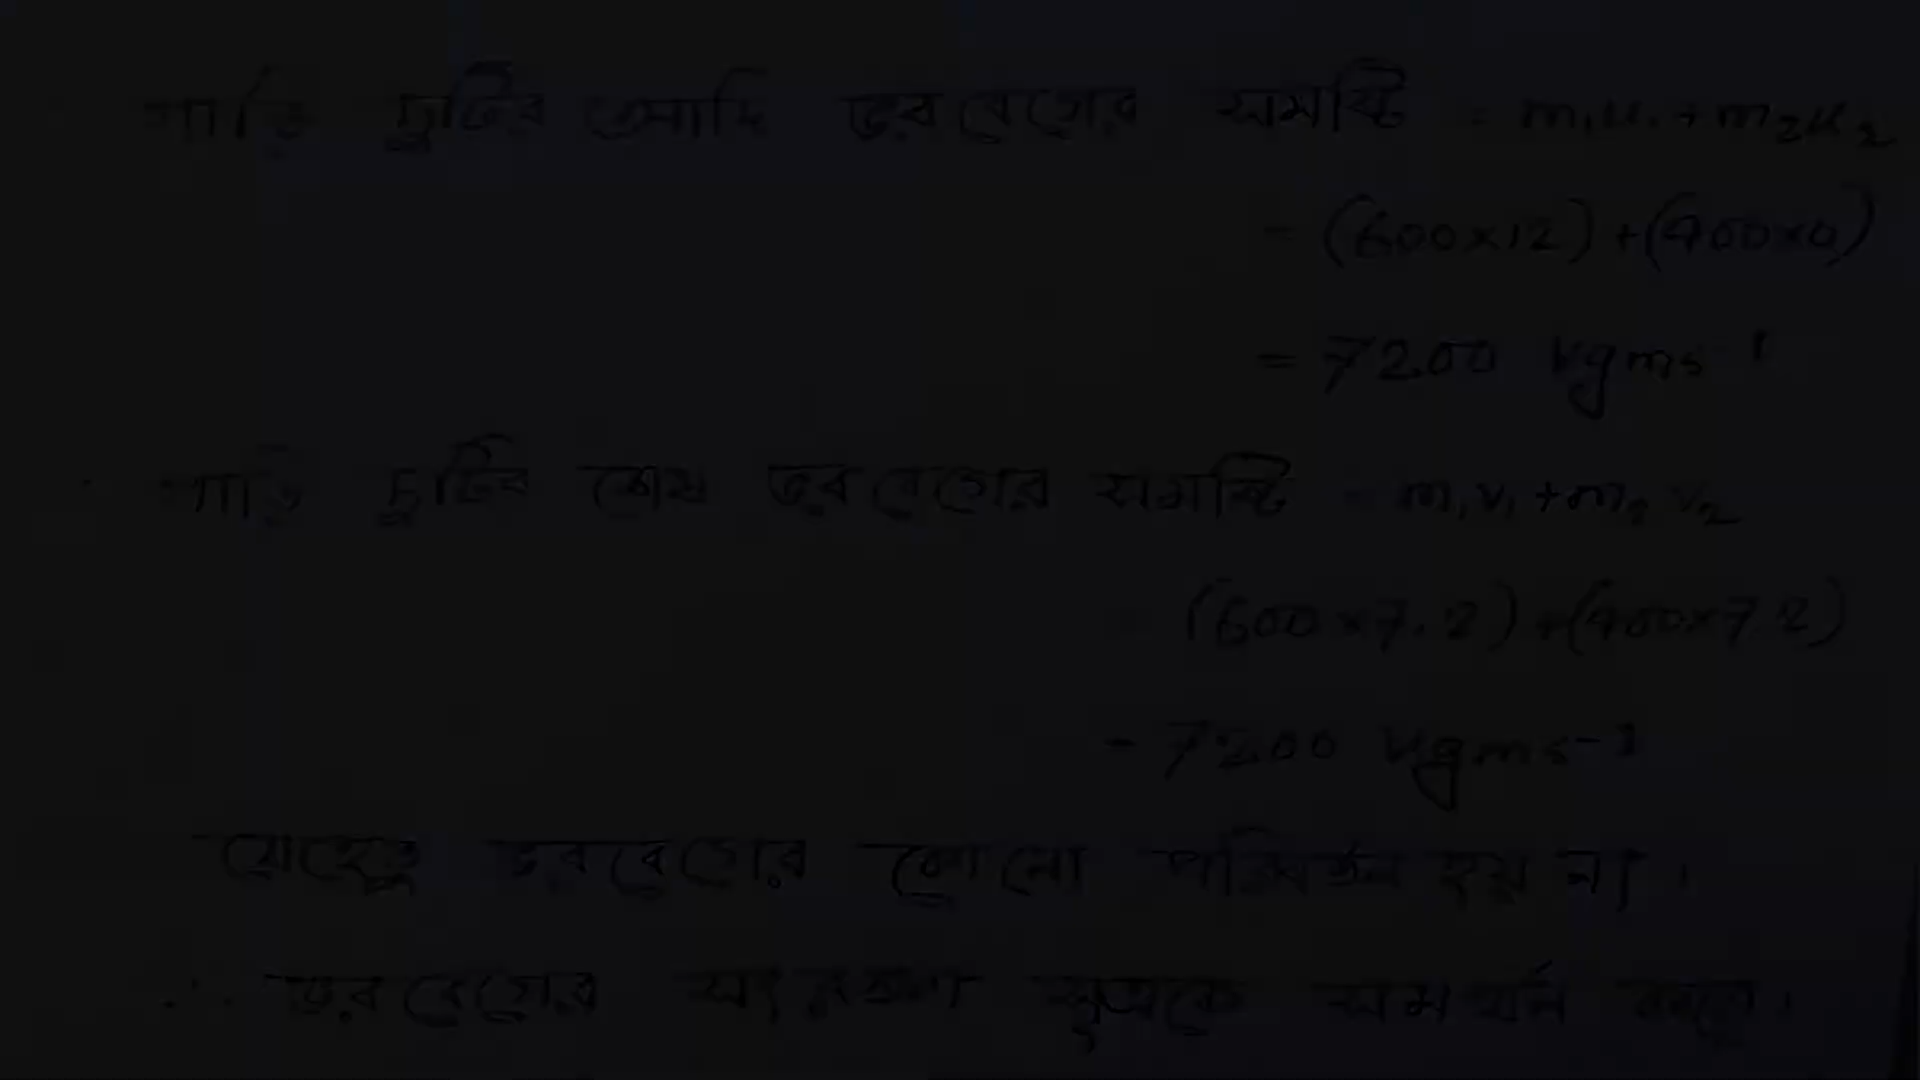 গাড়ি দুটির আদি ভরবেগের সমষ্টি = m₁u₁ + m₂u₂
= (600×12) + (400×0)
= 7200 kgms⁻¹
গাড়ি দুটির শেষ ভরবেগের সমষ্টি = m₁v₁ + m₂v₂
= (600×7.2) + (400×7.2)
= 7200 kgms⁻¹
যেহেতু ভরবেগের কোনো পরিবর্তন হয় না।
∴ ভরবেগের সংরক্ষণ সূত্রকে সমর্থন করে।